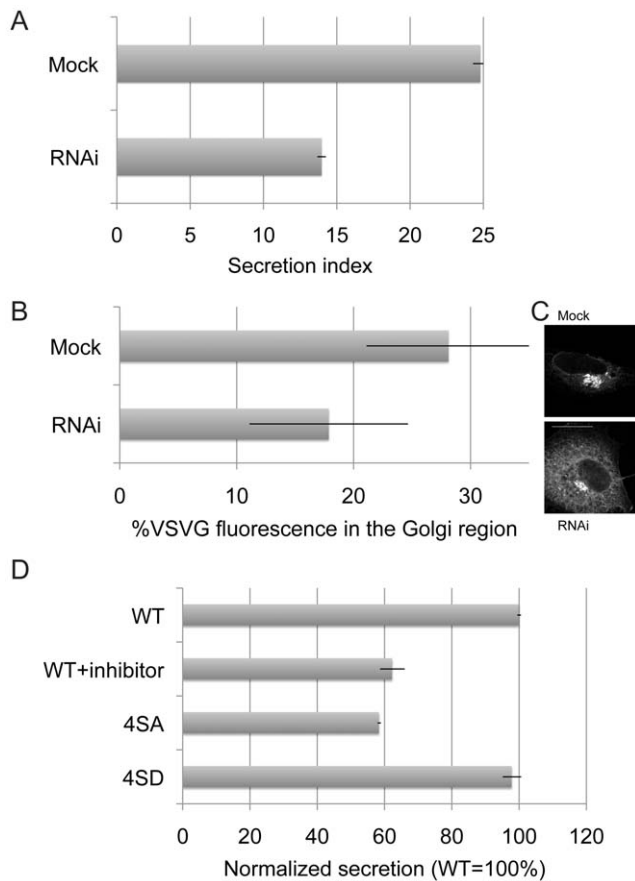 A
Mock
RNAi
0 5 10 15 20 25
Secretion index
B
Mock
RNAi
0 10 20 30
%VSVG fluorescence in the Golgi region
C
Mock
RNAi
D
WT
WT+inhibitor
4SA
4SD
0 20 40 60 80 100 120
Normalized secretion (WT=100%)